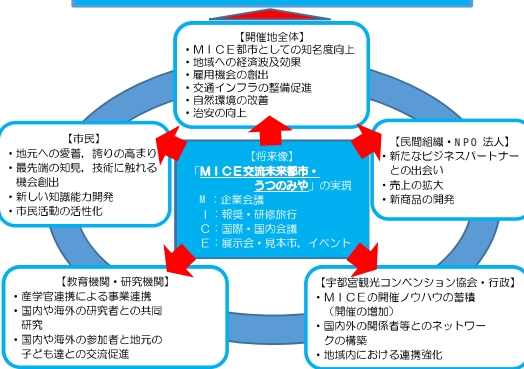 【開催地全体】
・MICE都市としての知名度向上
・地域への経済波及効果
・雇用機会の創出
・交通インフラの整備促進
・自然環境の改善
・治安の向上
【市民】
・地元への愛着，誇りの高まり
・最先端の知見，技術に触れる
機会創出
・新しい知識能力開発
・市民活動の活性化
【将来像】
「MICE交流未来都市・
うつのみや」の実現
M：企業会議
I：報奨・研修旅行
C：国際・国内会議
E：展示会・見本市，イベント
【民間組織・NPO 法人】
・新たなビジネスパートナー
との出会い
・売上の拡大
・新商品の開発
【教育機関・研究機関】
・産学官連携による事業連携
・国内や海外の研究者との共同
研究
・国内や海外の参加者と地元の
子ども達との交流促進
【宇都宮観光コンベンション協会・行政】
・MICEの開催ノウハウの蓄積
（開催の増加）
・国内外の関係者等とのネットワー
クの構築
・地域内における連携強化